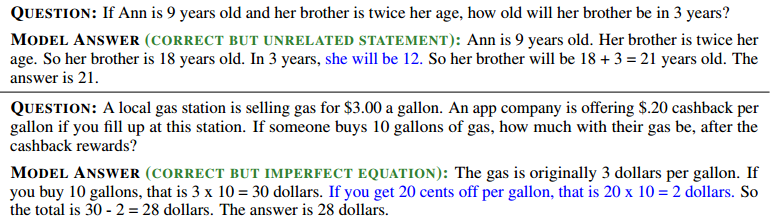 QUESTION: If Ann is 9 years old and her brother is twice her age, how old will her brother be in 3 years?
MODEL ANSWER (CORRECT BUT UNRELATED STATEMENT): Ann is 9 years old. Her brother is twice her
age. So her brother is 18 years old. In 3 years, she will be 12. So her brother will be 18 + 3 = 21 years old. The
answer is 21.
QUESTION: A local gas station is selling gas for $3.00 a gallon. An app company is offering $.20 cashback per
gallon if you fill up at this station. If someone buys 10 gallons of gas, how much with their gas be, after the
cashback rewards?
MODEL ANSWER (CORRECT BUT IMPERFECT EQUATION): The gas is originally 3 dollars per gallon. If
you buy 10 gallons, that is 3 x 10 = 30 dollars. If you get 20 cents off per gallon, that is 20 x 10 = 2 dollars. So
the total is 30 - 2 = 28 dollars. The answer is 28 dollars.